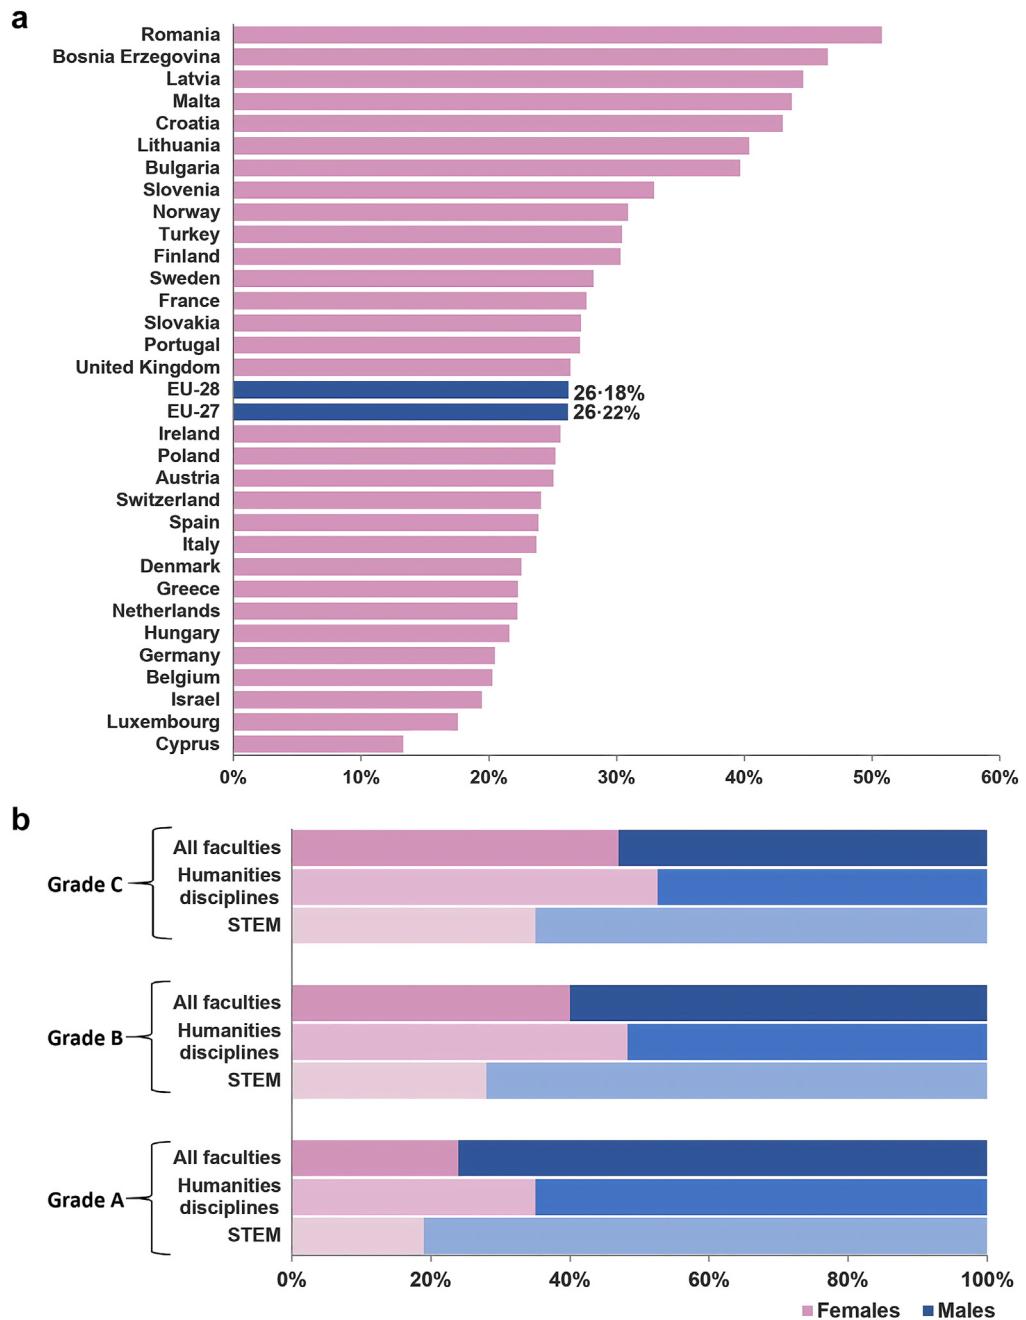 a
Romania
Bosnia Erzegovina
Latvia
Malta
Croatia
Lithuania
Bulgaria
Slovenia
Norway
Turkey
Finland
Sweden
France
Slovakia
Portugal
United Kingdom
EU-28 26·18%
EU-27 26·22%
Ireland
Poland
Austria
Switzerland
Spain
Italy
Denmark
Greece
Netherlands
Hungary
Germany
Belgium
Israel
Luxembourg
Cyprus
0% 10% 20% 30% 40% 50% 60%
b
Grade C
All faculties
Humanities
disciplines
STEM
Grade B
All faculties
Humanities
disciplines
STEM
Grade A
All faculties
Humanities
disciplines
STEM
0% 20% 40% 60% 80% 100%
Females Males